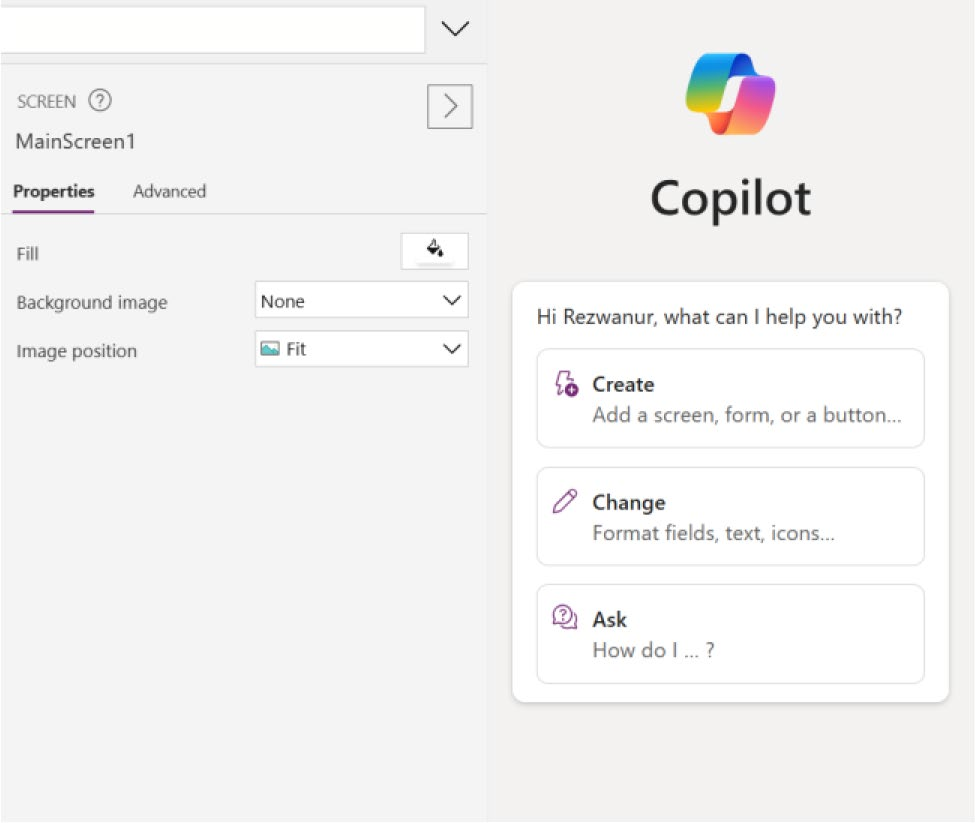 SCREEN ?
MainScreen1
Properties Advanced
Fill
Background image None
Image position Fit
Copilot
Hi Rezwanur, what can I help you with?
Create
Add a screen, form, or a button...
Change
Format fields, text, icons...
Ask
How do I ... ?